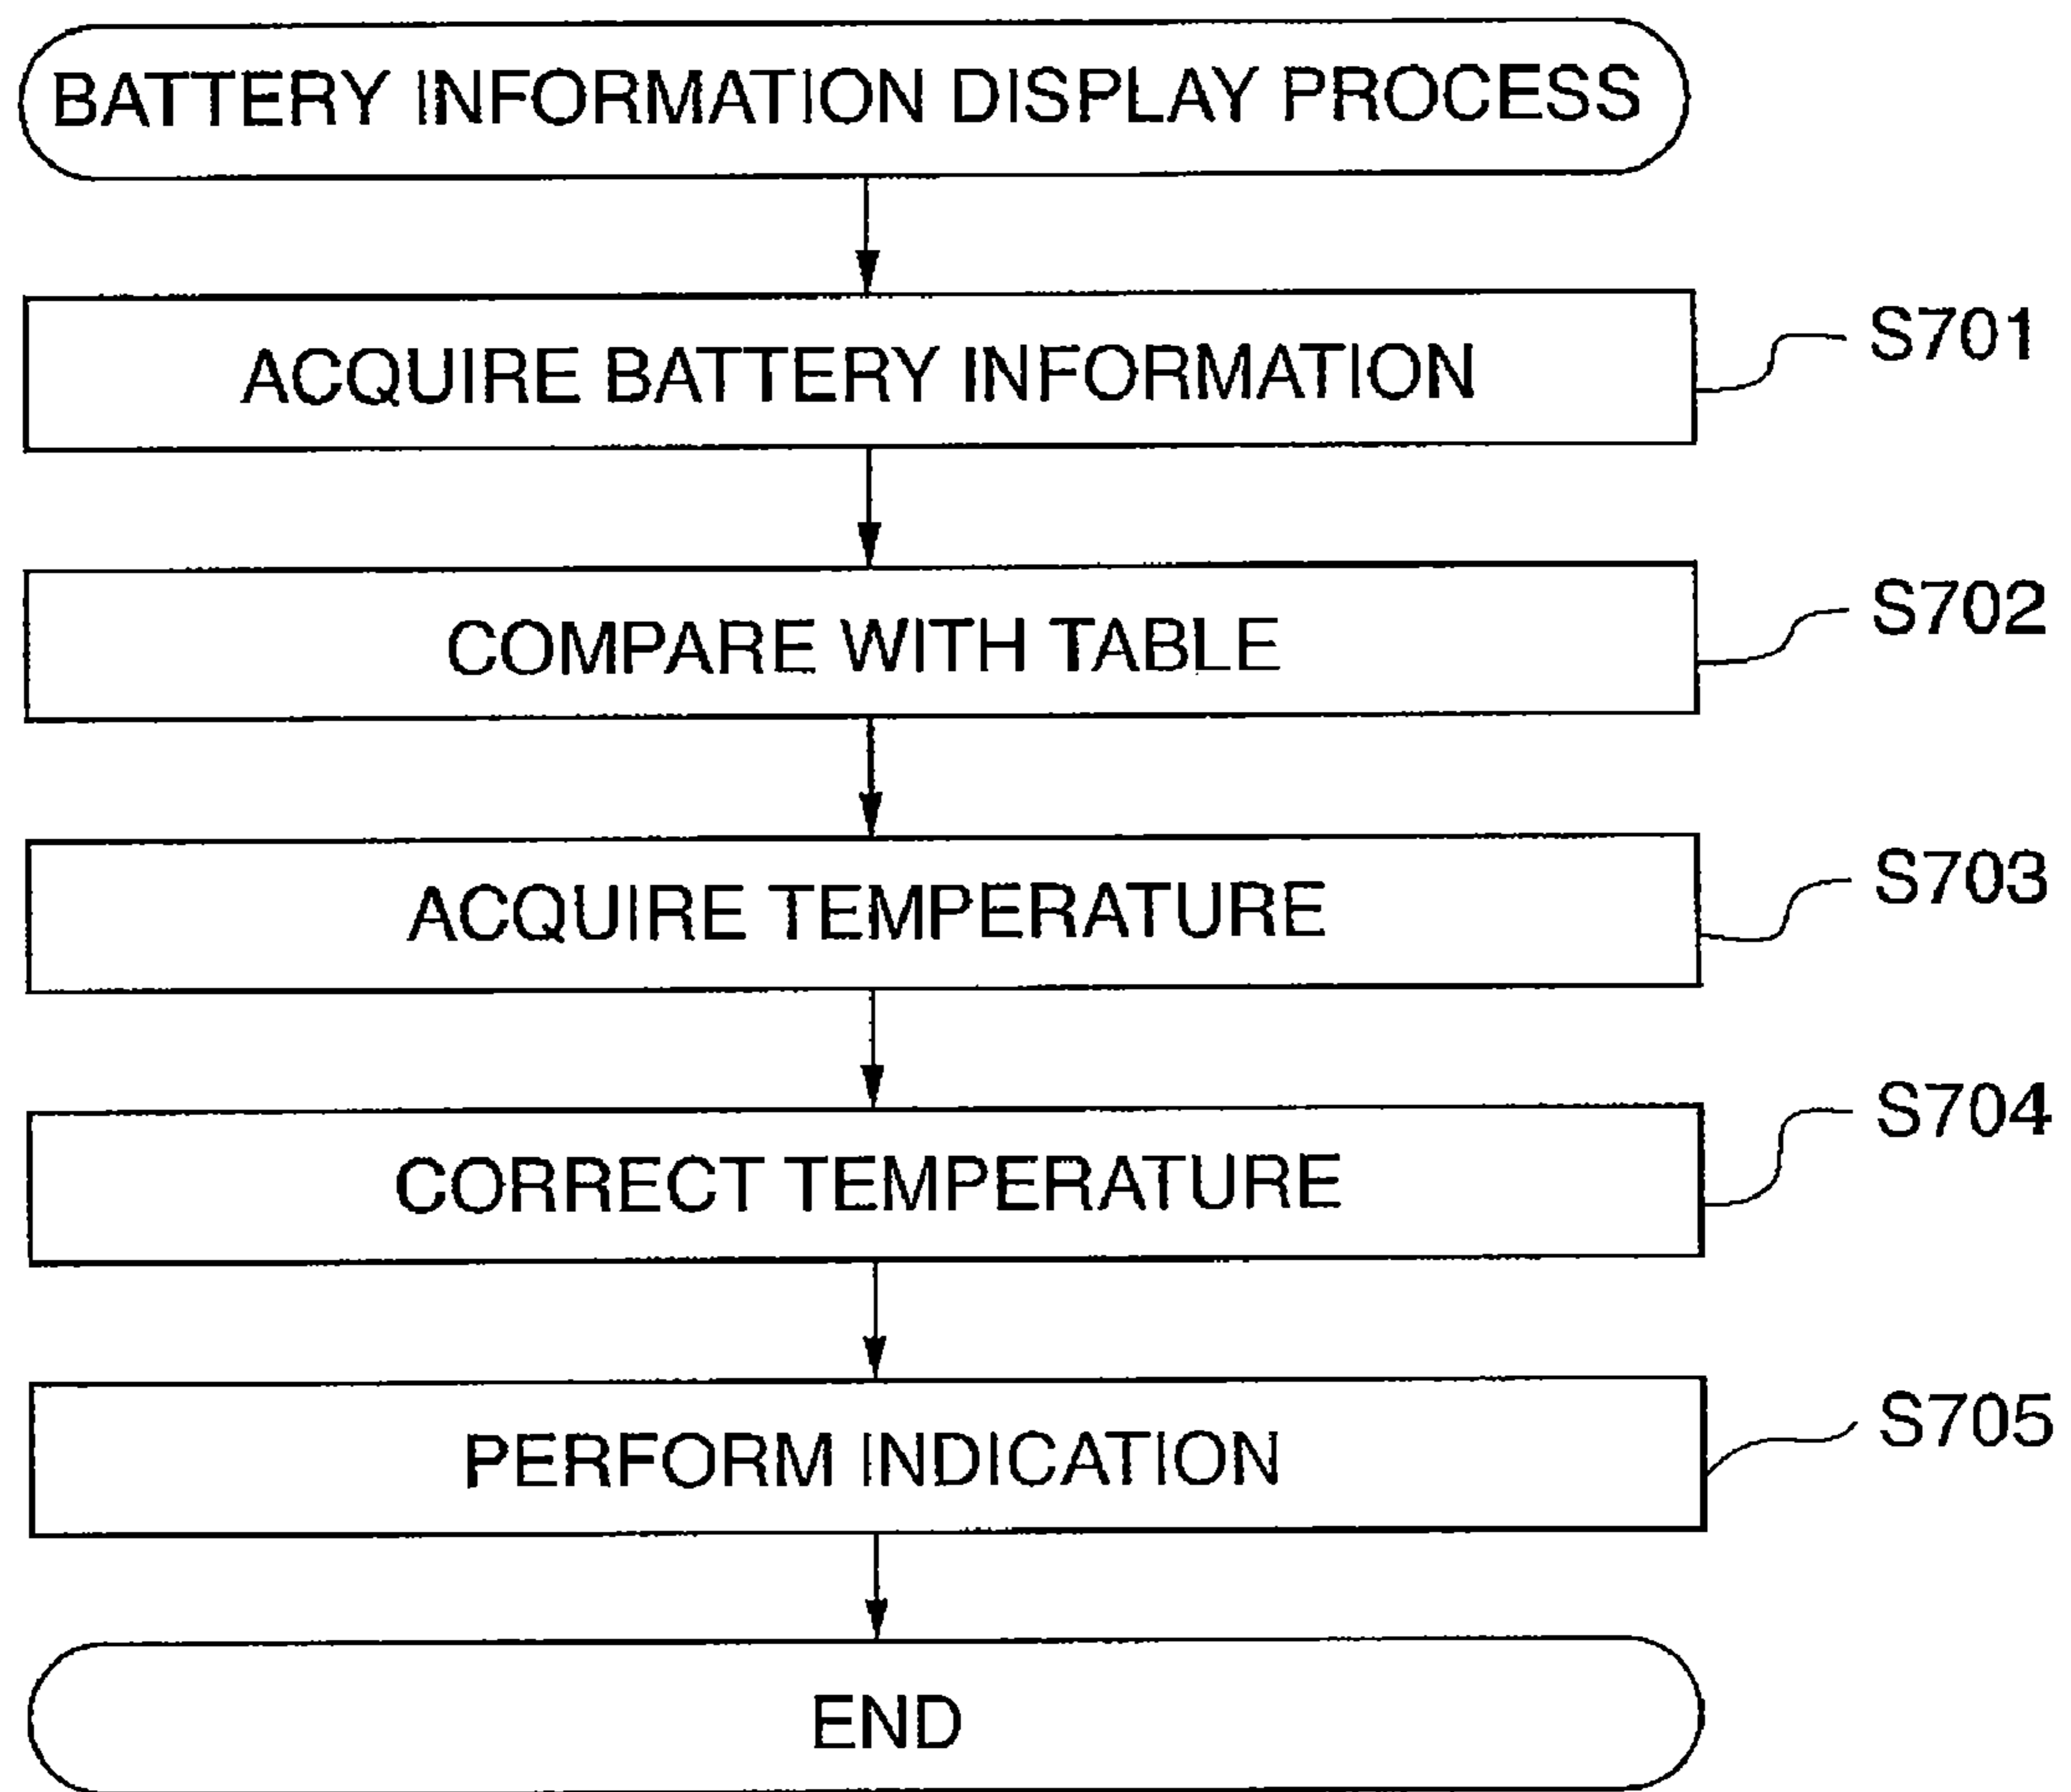 BATTERY INFORMATION DISPLAY PROCESS
ACQUIRE BATTERY INFORMATION
S701
COMPARE WITH TABLE
S702
ACQUIRE TEMPERATURE
S703
CORRECT TEMPERATURE
S704
PERFORM INDICATION
S705
END